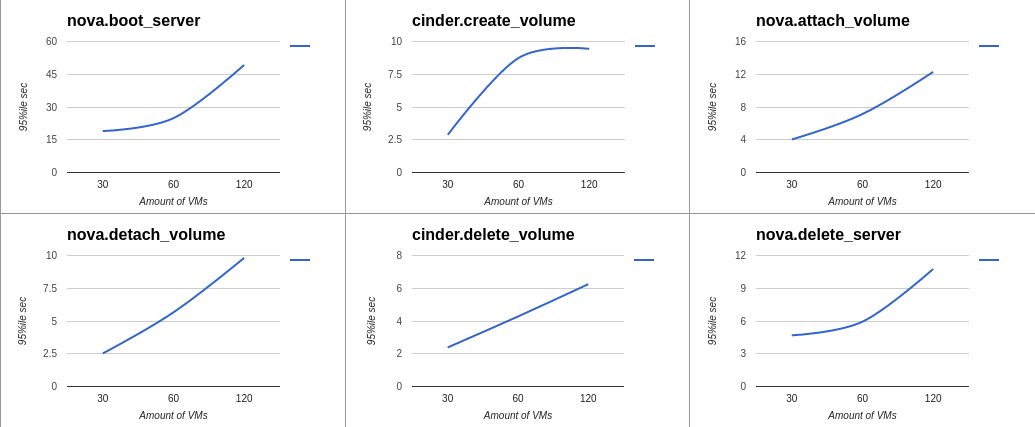 nova.boot_server
60
45
30
15
0
95%ile sec
30 60 120
Amount of VMs
cinder.create_volume
10
7.5
5
2.5
0
95%ile sec
30 60 120
Amount of VMs
nova.attach_volume
16
12
8
4
0
95%ile sec
30 60 120
Amount of VMs
nova.detach_volume
10
7.5
5
2.5
0
95%ile sec
30 60 120
Amount of VMs
cinder.delete_volume
8
6
4
2
0
95%ile sec
30 60 120
Amount of VMs
nova.delete_server
12
9
6
3
0
95%ile sec
30 60 120
Amount of VMs